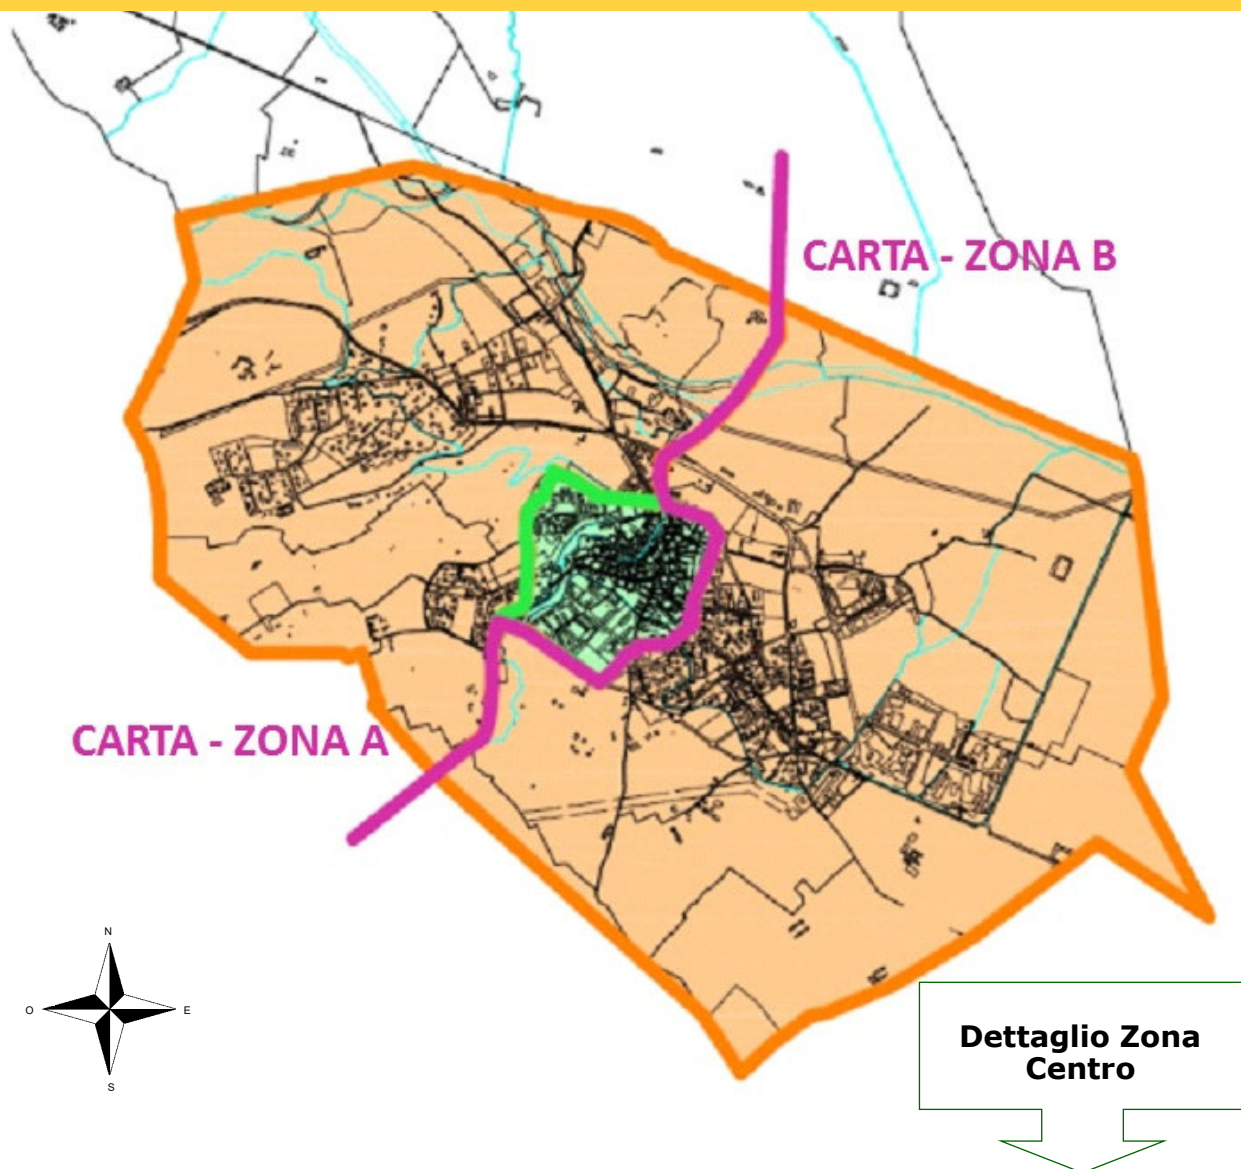 CARTA - ZONA B
CARTA - ZONA A
N
O
E
S
Dettaglio Zona
Centro